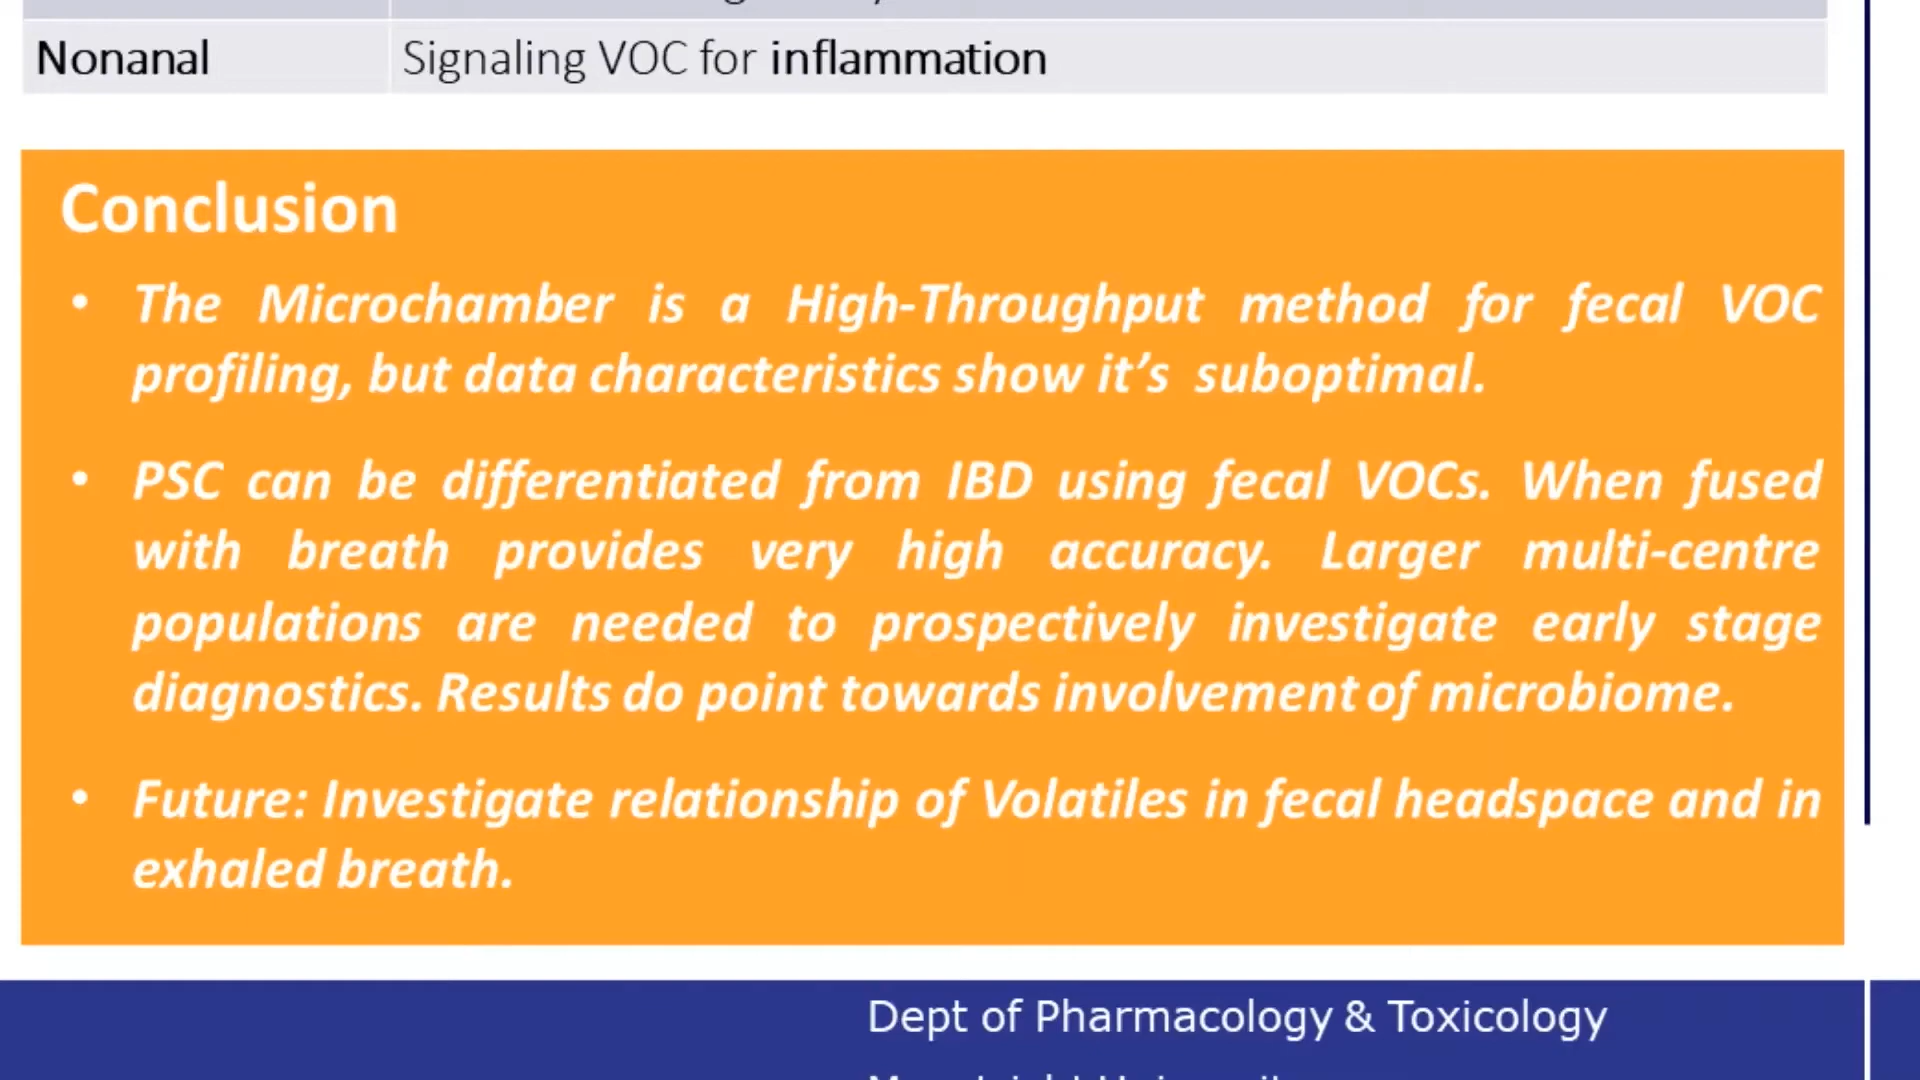 Nonanal Signaling VOC for inflammation
Conclusion
• The Microchamber is a High-Throughput method for fecal VOC
profiling, but data characteristics show it’s suboptimal.
• PSC can be differentiated from IBD using fecal VOCs. When fused
with breath provides very high accuracy. Larger multi-centre
populations are needed to prospectively investigate early stage
diagnostics. Results do point towards involvement of microbiome.
• Future: Investigate relationship of Volatiles in fecal headspace and in
exhaled breath.
Dept of Pharmacology & Toxicology